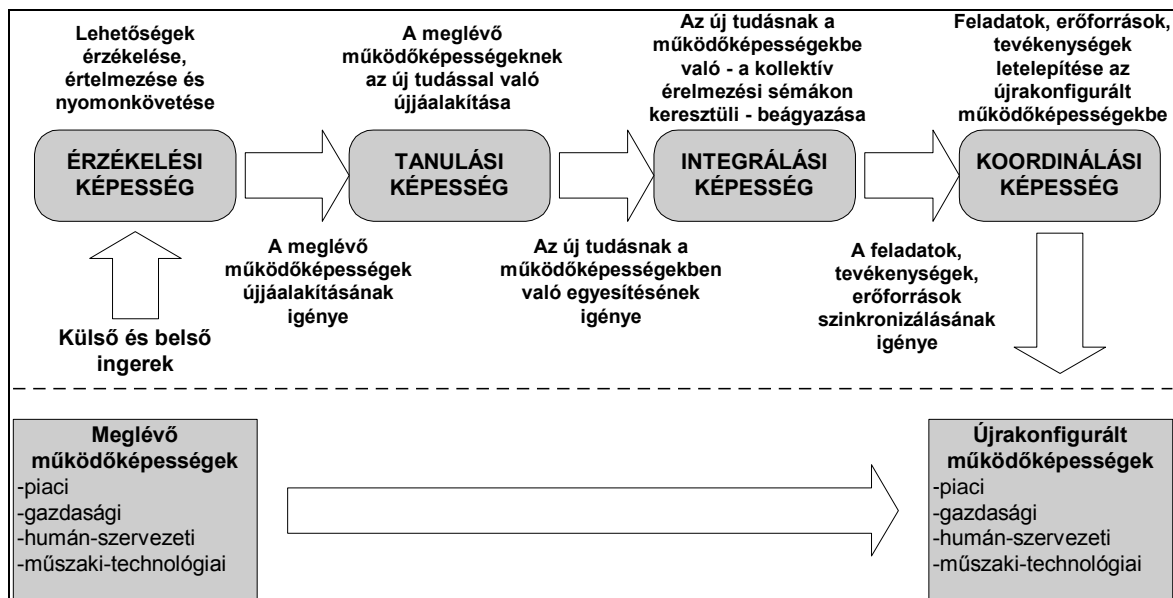 Lehetőségek
érzékelése,
értelmezése és
nyomonkövetése
A meglévő
működőképességeknek
az új tudással való
újjáalakítása
Az új tudásnak a
működőképességekbe
való - a kollektív
érelmezési sémákon
keresztüli - beágyazása
Feladatok, erőforrások,
tevékenységek
letelepítése az
újrakonfigurált
működőképességekbe
ÉRZÉKELÉSI
KÉPESSÉG
TANULÁSI
KÉPESSÉG
INTEGRÁLÁSI
KÉPESSÉG
KOORDINÁLÁSI
KÉPESSÉG
Külső és belső
ingerek
A meglévő
működőképességek
újjáalakításának
igénye
Az új tudásnak a
működőképességekben
való egyesítésének
igénye
A feladatok,
tevékenységek,
erőforrások
szinkronizálásának
igénye
Meglévő
működőképességek
-piaci
-gazdasági
-humán-szervezeti
-műszaki-technológiai
Újrakonfigurált
működőképességek
-piaci
-gazdasági
-humán-szervezeti
-műszaki-technológiai